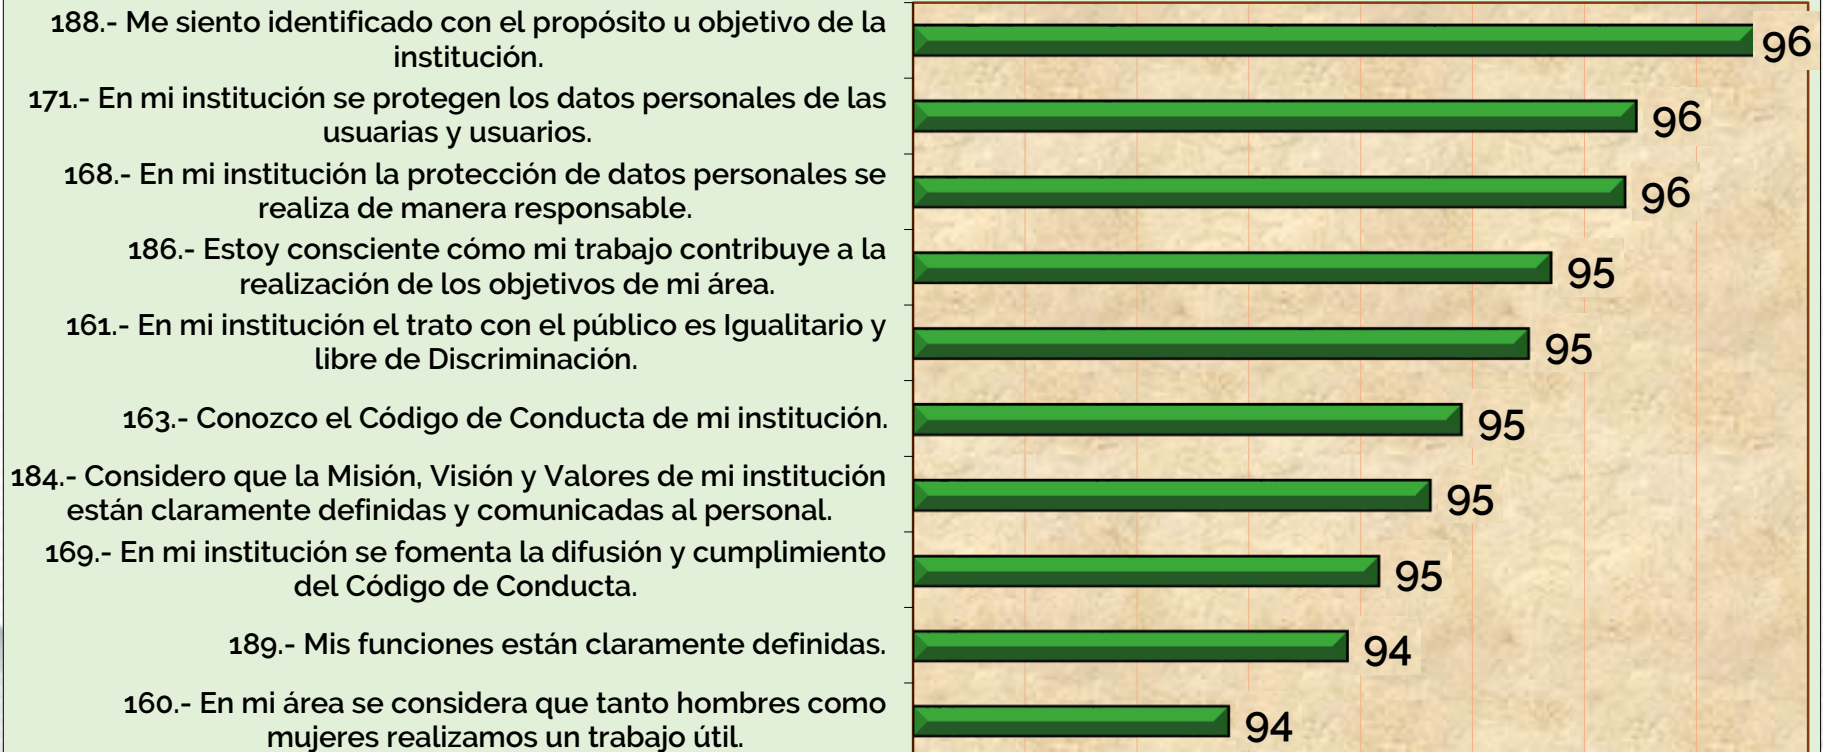 188.- Me siento identificado con el propósito u objetivo de la
institución.
96
171.- En mi institución se protegen los datos personales de las
usuarias y usuarios.
96
168.- En mi institución la protección de datos personales se
realiza de manera responsable.
96
186.- Estoy consciente cómo mi trabajo contribuye a la
realización de los objetivos de mi área.
95
161.- En mi institución el trato con el público es Igualitario y
libre de Discriminación.
95
163.- Conozco el Código de Conducta de mi institución.
95
184.- Considero que la Misión, Visión y Valores de mi institución
están claramente definidas y comunicadas al personal.
95
169.- En mi institución se fomenta la difusión y cumplimiento
del Código de Conducta.
95
189.- Mis funciones están claramente definidas.
94
160.- En mi área se considera que tanto hombres como
mujeres realizamos un trabajo útil.
94